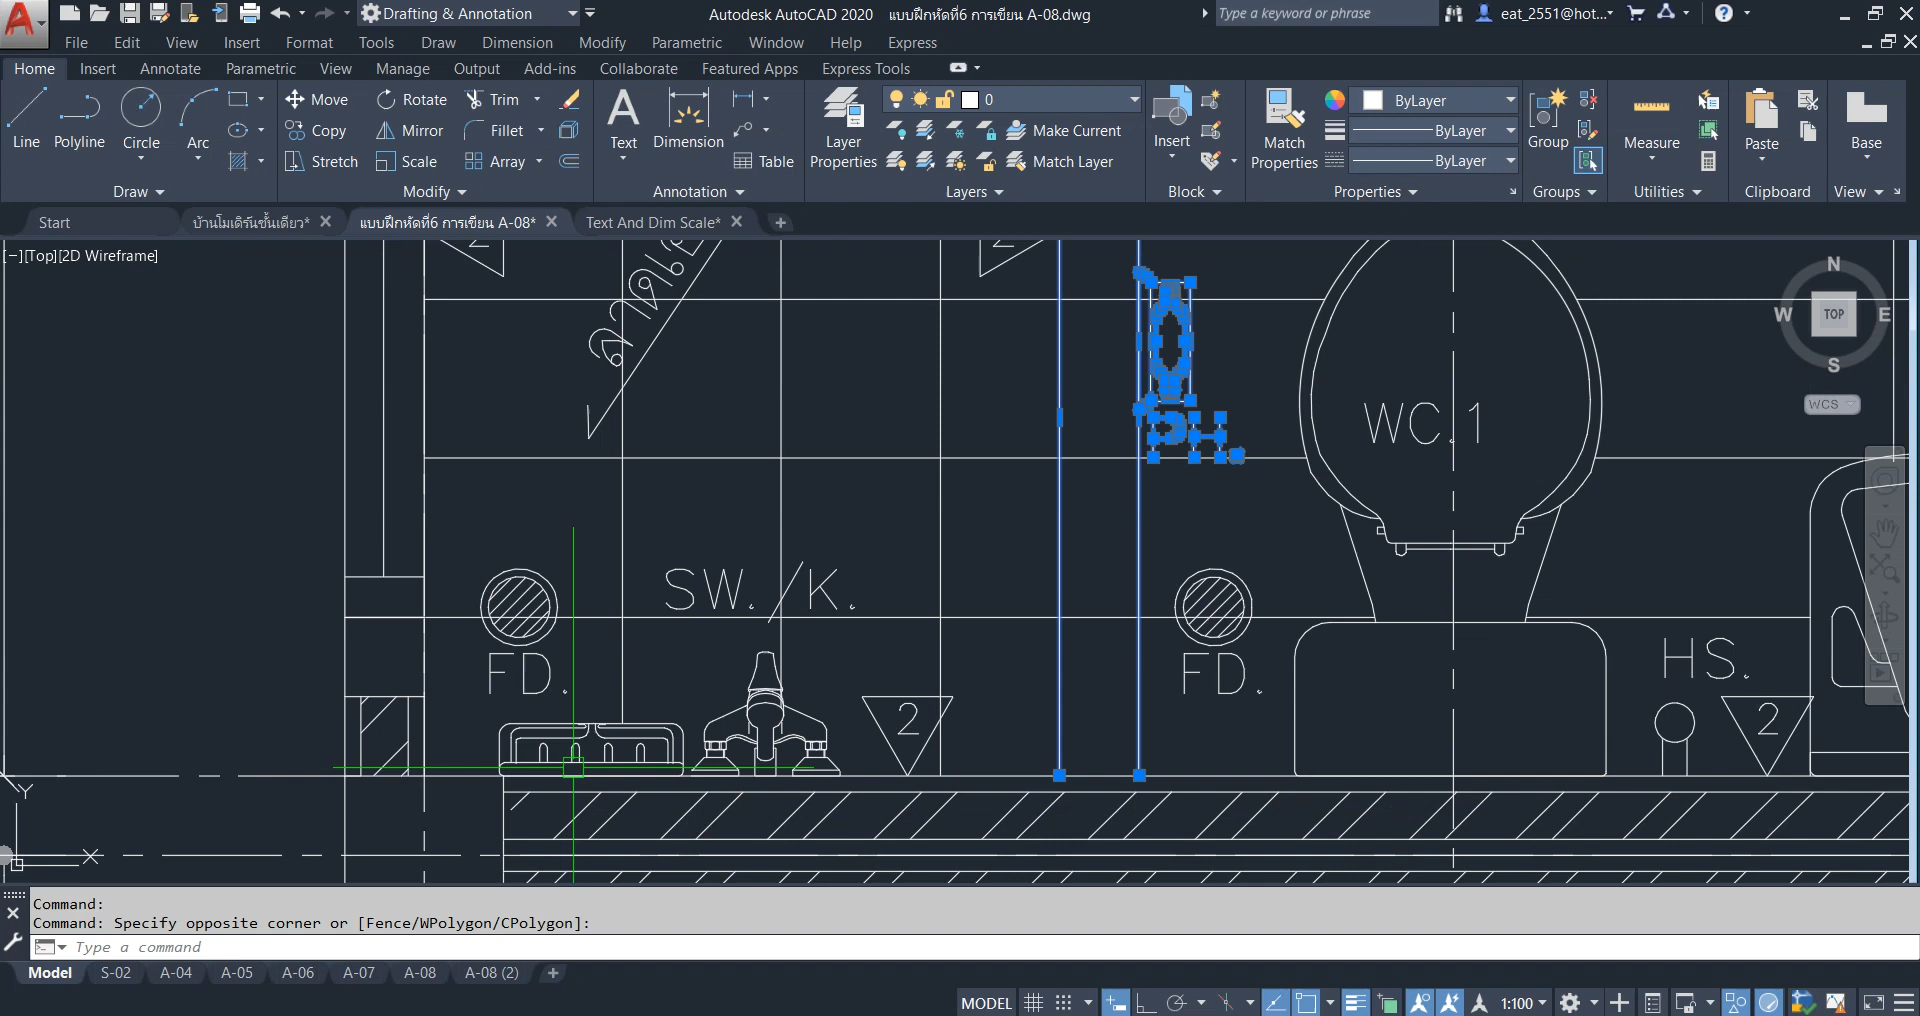 Drafting & Annotation
Autodesk AutoCAD 2020 แบบฝึกหัดที่6 การเขียน A-08.dwg
Type a keyword or phrase
eat_2551@hot...
File Edit View Insert Format Tools Draw Dimension Modify Parametric Window Help Express
Home Insert Annotate Parametric View Manage Output Add-ins Collaborate Featured Apps Express Tools
Line Polyline Circle Arc
Move Rotate Trim
Copy Mirror Fillet
Stretch Scale Array
Text Dimension Table
Layer Properties
0
Make Current
Match Layer
Insert
Match Properties
ByLayer
ByLayer
ByLayer
Group
Measure
Paste
Base
Draw Modify Annotation Layers Block Properties Groups Utilities Clipboard View
Start บ้านโมเดิร์นชั้นเดียว* แบบฝึกหัดที่6 การเขียน A-08* Text And Dim Scale*
[−][Top][2D Wireframe]
N
W TOP E
S
WCS
WC.1
SW./K.
FD.
FD.
HS.
2
2
Y
X
Command:
Command: Specify opposite corner or [Fence/WPolygon/CPolygon]:
Type a command
Model S-02 A-04 A-05 A-06 A-07 A-08 A-08 (2)
MODEL
1:100